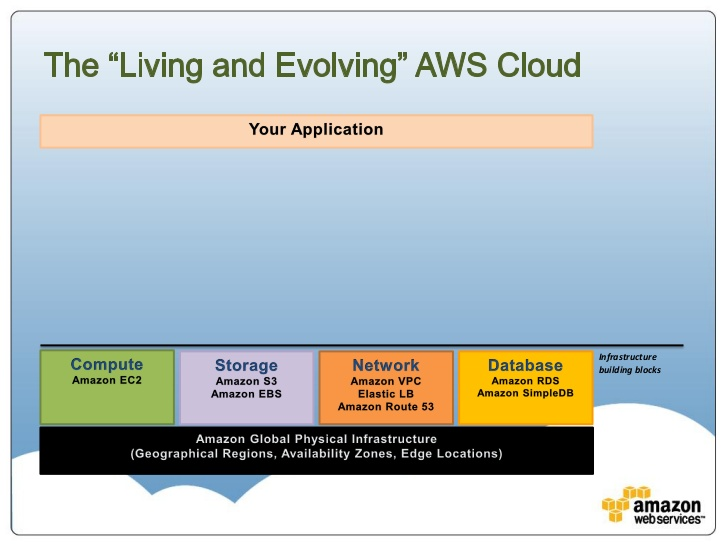 The “Living and Evolving” AWS Cloud
Your Application
Infrastructure
building blocks
Compute
Amazon EC2
Storage
Amazon S3
Amazon EBS
Network
Amazon VPC
Elastic LB
Amazon Route 53
Database
Amazon RDS
Amazon SimpleDB
Amazon Global Physical Infrastructure
(Geographical Regions, Availability Zones, Edge Locations)
amazon
webservices™